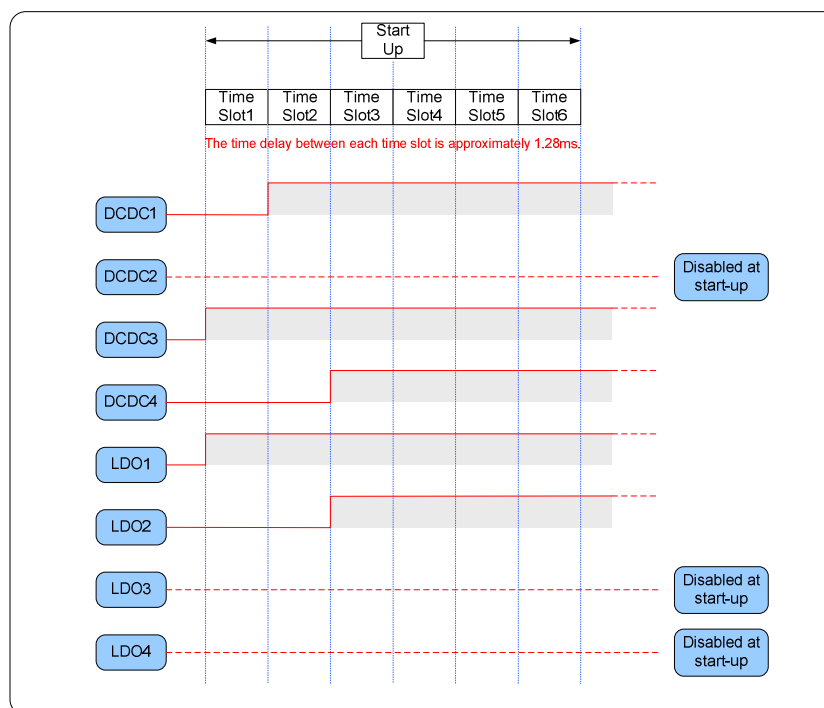 Start
Up
Time
Slot1
Time
Slot2
Time
Slot3
Time
Slot4
Time
Slot5
Time
Slot6
The time delay between each time slot is approximately 1.28ms.
DCDC1
DCDC2
Disabled at
start-up
DCDC3
DCDC4
LDO1
LDO2
LDO3
Disabled at
start-up
LDO4
Disabled at
start-up